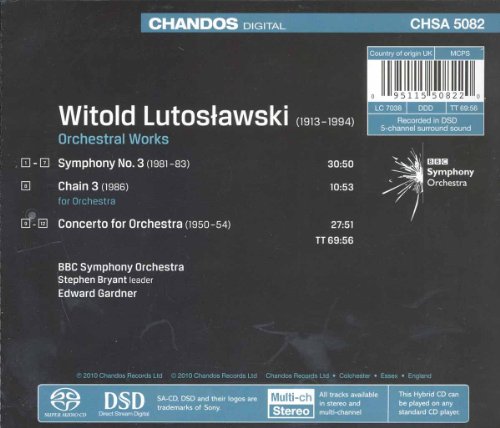 CHANDOS DIGITAL
CHSA 5082
Country of origin UK
MCPS
0 95115 50822 0
LC 7038
DDD
TT 69:56
Recorded in DSD
5-channel surround sound
Witold Lutosławski (1913-1994)
Orchestral Works
1 - 7 Symphony No. 3 (1981-83) 30:50
8 Chain 3 (1986) 10:53
for Orchestra
9 - 12 Concerto for Orchestra (1950-54) 27:51
TT 69:56
BBC
Symphony
Orchestra
BBC Symphony Orchestra
Stephen Bryant leader
Edward Gardner
℗ 2010 Chandos Records Ltd © 2010 Chandos Records Ltd Chandos Records Ltd • Colchester • Essex • England
SUPER AUDIO CD
DSD
Direct Stream Digital
SA-CD, DSD and their logos are
trademarks of Sony.
Multi-ch
Stereo
All tracks available
in stereo and
multi-channel
This Hybrid CD can
be played on any
standard CD player.